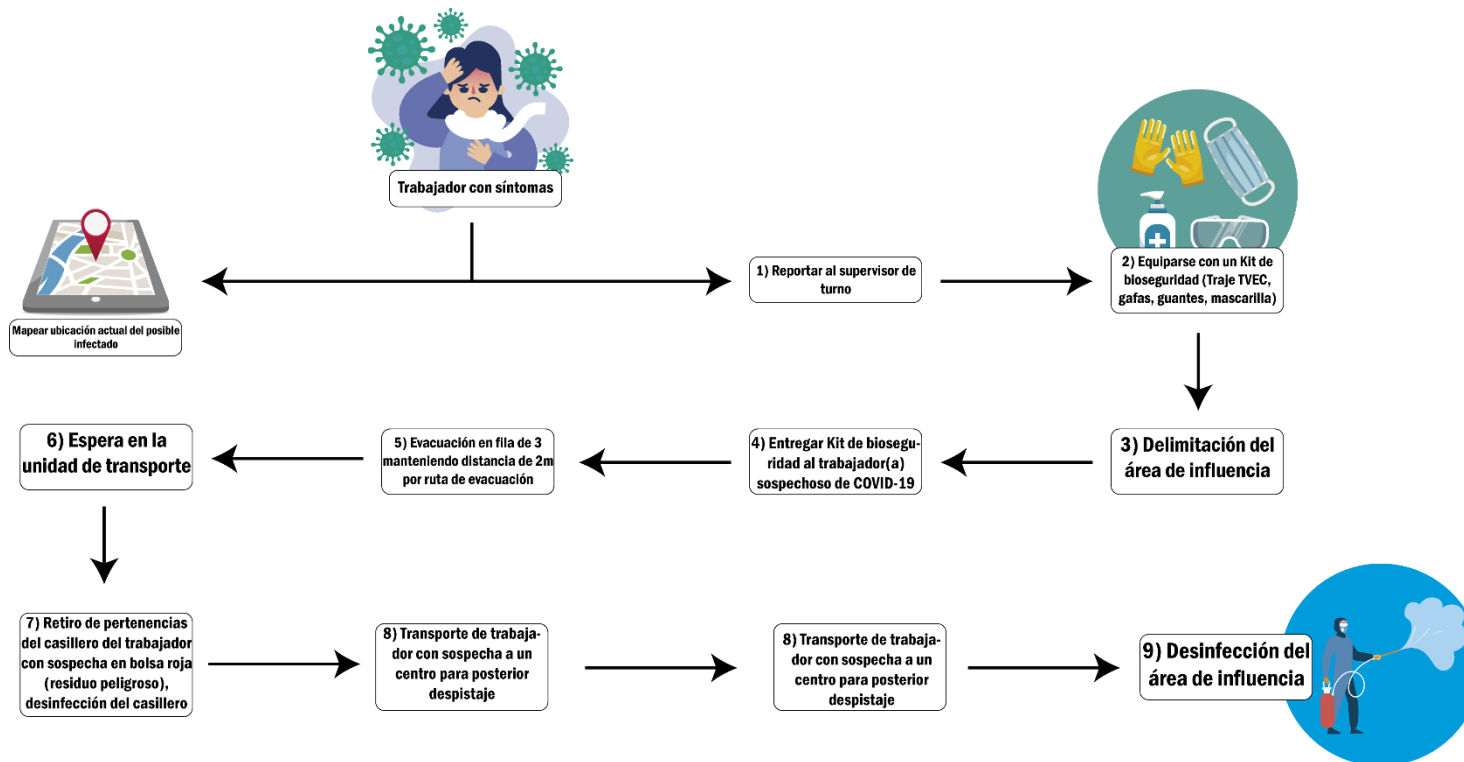 Trabajador con síntomas
Mapear ubicación actual del posible
infectado
1) Reportar al supervisor de
turno
2) Equiparse con un Kit de
bioseguridad (Traje TVEC,
gafas, guantes, mascarilla)
3) Delimitación del
área de influencia
4) Entregar Kit de biosegu-
ridad al trabajador(a)
sospechoso de COVID-19
5) Evacuación en fila de 3
manteniendo distancia de 2m
por ruta de evacuación
6) Espera en la
unidad de transporte
7) Retiro de pertenencias
del casillero del trabajador
con sospecha en bolsa roja
(residuo peligroso),
desinfección del casillero
8) Transporte de trabaja-
dor con sospecha a un
centro para posterior
despistaje
8) Transporte de trabaja-
dor con sospecha a un
centro para posterior
despistaje
9) Desinfección del
área de influencia